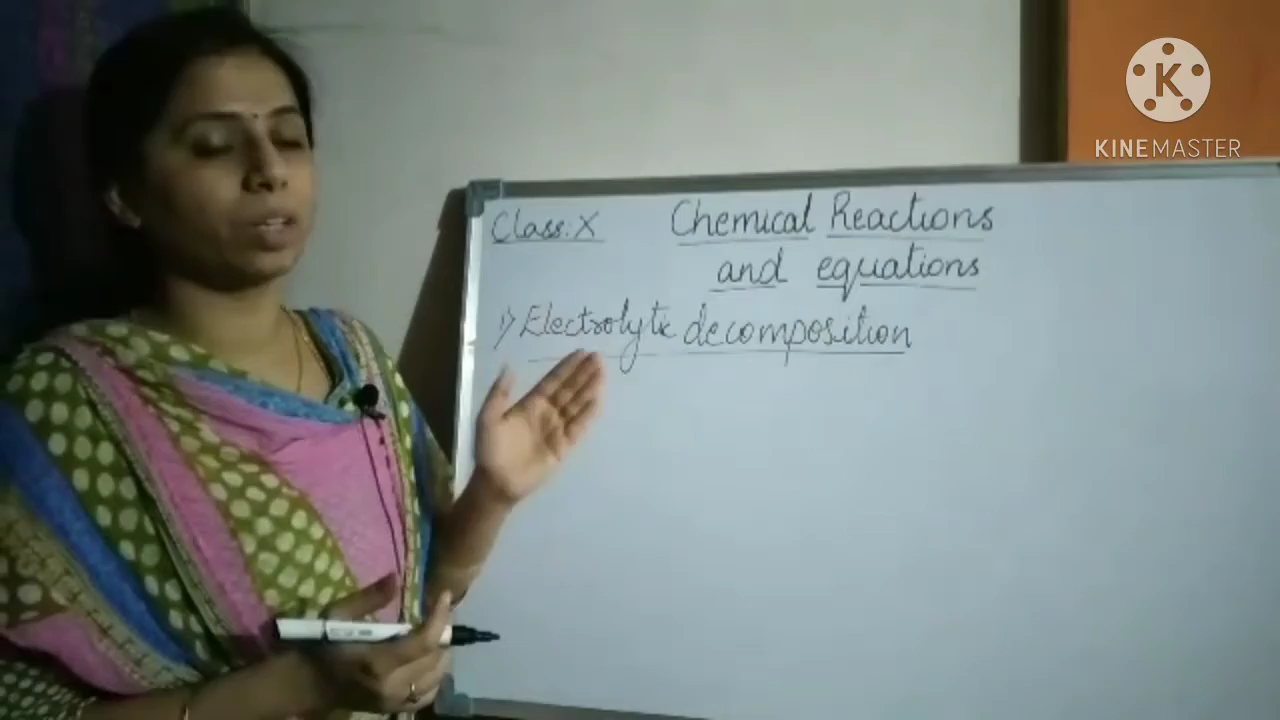 K
KINEMASTER
Class:X
Chemical Reactions
and equations
1) Electrolytic decomposition